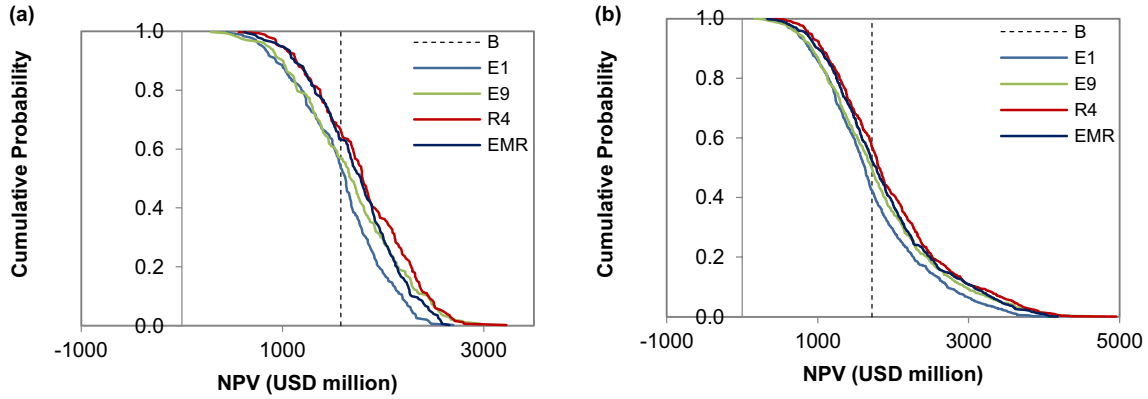 (a)
1.0
0.8
0.6
0.4
0.2
0.0
Cumulative Probability
-1000
1000
3000
NPV (USD million)
B
E1
E9
R4
EMR
(b)
1.0
0.8
0.6
0.4
0.2
0.0
Cumulative Probability
-1000
1000
3000
5000
NPV (USD million)
B
E1
E9
R4
EMR